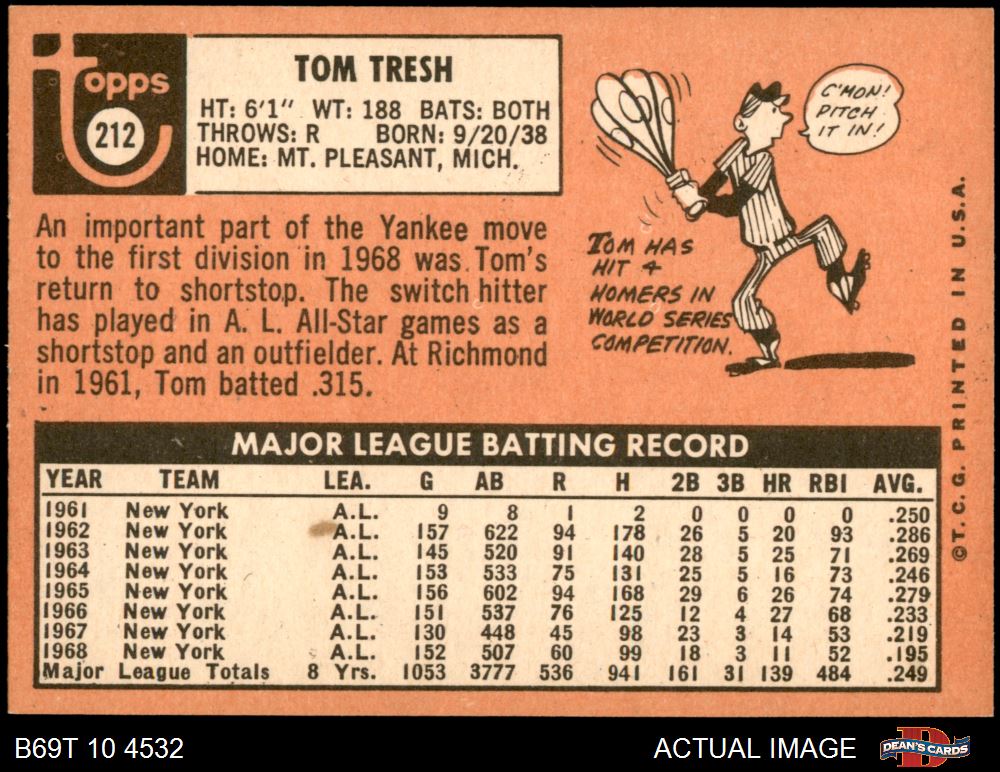 Topps
212
TOM TRESH
HT: 6'1" WT: 188 BATS: BOTH
THROWS: R BORN: 9/20/38
HOME: MT. PLEASANT, MICH.
C'MON!
PITCH
IT IN!
TOM HAS
HIT 4
HOMERS IN
WORLD SERIES
COMPETITION.
An important part of the Yankee move
to the first division in 1968 was Tom's
return to shortstop. The switch hitter
has played in A. L. All-Star games as a
shortstop and an outfielder. At Richmond
in 1961, Tom batted .315.
MAJOR LEAGUE BATTING RECORD
YEAR TEAM LEA. G AB R H 2B 3B HR RBI AVG.
1961 New York A.L. 9 8 1 2 0 0 0 0 .250
1962 New York A.L. 157 622 94 178 26 5 20 93 .286
1963 New York A.L. 145 520 91 140 28 5 25 71 .269
1964 New York A.L. 153 533 75 131 25 5 16 73 .246
1965 New York A.L. 156 602 94 168 29 6 26 74 .279
1966 New York A.L. 151 537 76 125 12 4 27 68 .233
1967 New York A.L. 130 448 45 98 23 3 14 53 .219
1968 New York A.L. 152 507 60 99 18 3 11 52 .195
Major League Totals 8 Yrs. 1053 3777 536 941 161 31 139 484 .249
©T. C. G. PRINTED IN U.S.A.
B69T 10 4532
ACTUAL IMAGE
DEAN'S CARDS